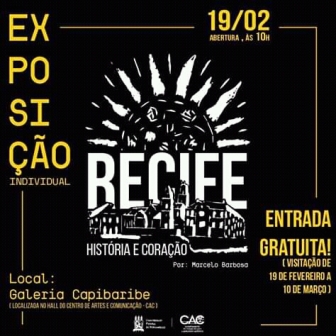 EX
PO
SI
ÇÃO
INDIVIDUAL
19/02
ABERTURA, ÀS 10H
RECIFE
HISTÓRIA E CORAÇÃO
Por: Marcelo Barbosa
ENTRADA
GRATUITA!
( VISITAÇÃO DE
19 DE FEVEREIRO A
10 DE MARÇO )
Local:
Galeria Capibaribe
( LOCALIZADA NO HALL DO CENTRO DE ARTES E COMUNICAÇÃO - CAC )
CAC